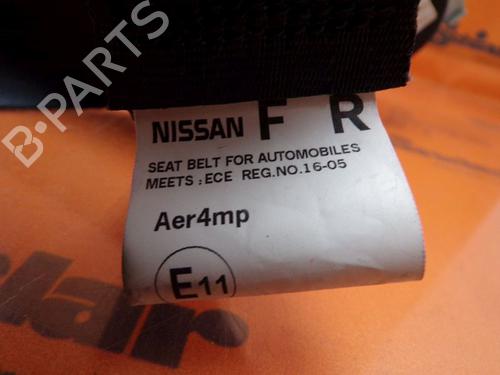 B-PARTS
NISSAN F R
SEAT BELT FOR AUTOMOBILES
MEETS : ECE REG.NO.16-05
Aer4mp
E11